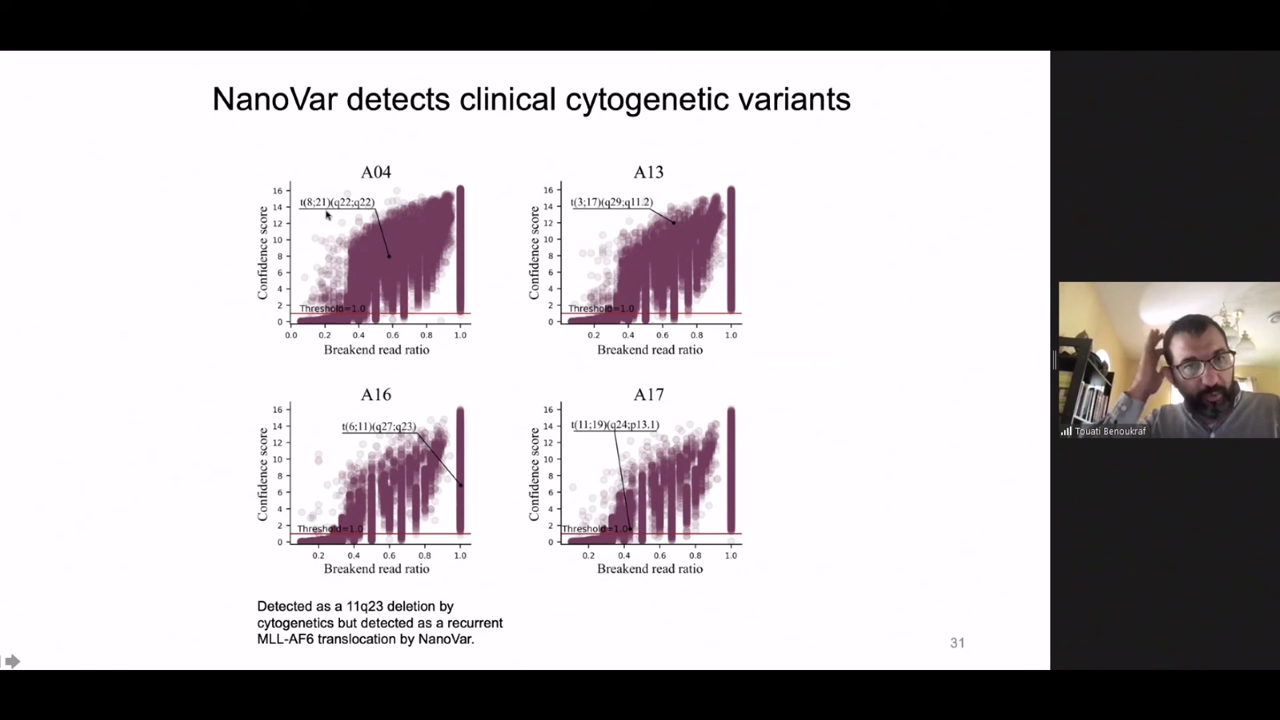 NanoVar detects clinical cytogenetic variants
A04
16
14
12
10
8
6
4
2
0
Confidence score
t(8;21)(q22;q22)
Threshold=1.0
0.0 0.2 0.4 0.6 0.8 1.0
Breakend read ratio
A13
16
14
12
10
8
6
4
2
0
Confidence score
t(3;17)(q29;q11.2)
Threshold=1.0
0.2 0.4 0.6 0.8 1.0
Breakend read ratio
A16
16
14
12
10
8
6
4
2
0
Confidence score
t(6;11)(q27;q23)
Threshold=1.0
0.2 0.4 0.6 0.8 1.0
Breakend read ratio
A17
16
14
12
10
8
6
4
2
0
Confidence score
t(11;19)(q24;p13.1)
Threshold=1.0
0.2 0.4 0.6 0.8 1.0
Breakend read ratio
Detected as a 11q23 deletion by
cytogenetics but detected as a recurrent
MLL-AF6 translocation by NanoVar.
31
Touati Benoukraf